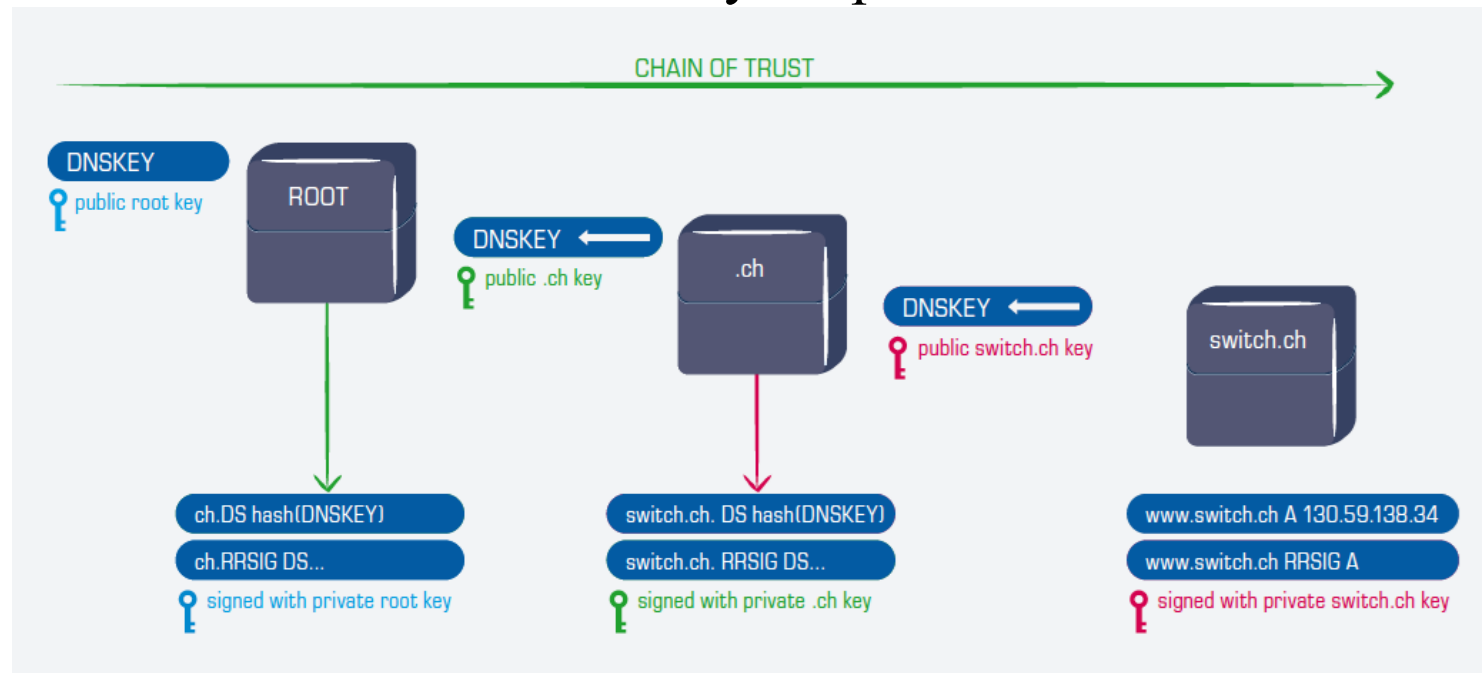 CHAIN OF TRUST
DNSKEY
public root key
ROOT
ch.DS hash(DNSKEY)
ch.RRSIG DS...
signed with private root key
DNSKEY
public .ch key
.ch
switch.ch. DS hash(DNSKEY)
switch.ch. RRSIG DS...
signed with private .ch key
DNSKEY
public switch.ch key
switch.ch
www.switch.ch A 130.59.138.34
www.switch.ch RRSIG A
signed with private switch.ch key